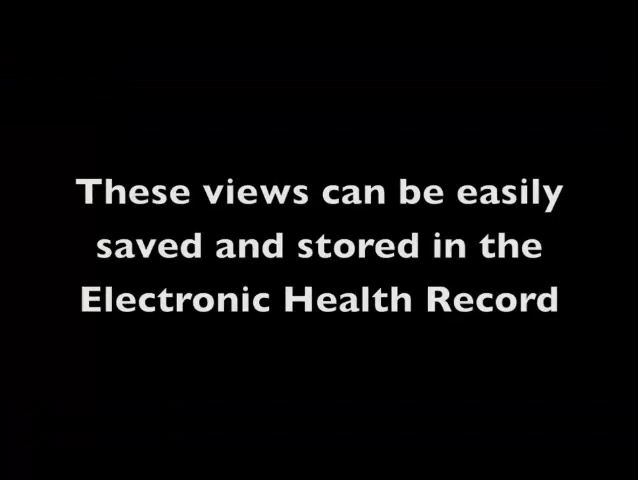 These views can be easily
saved and stored in the
Electronic Health Record